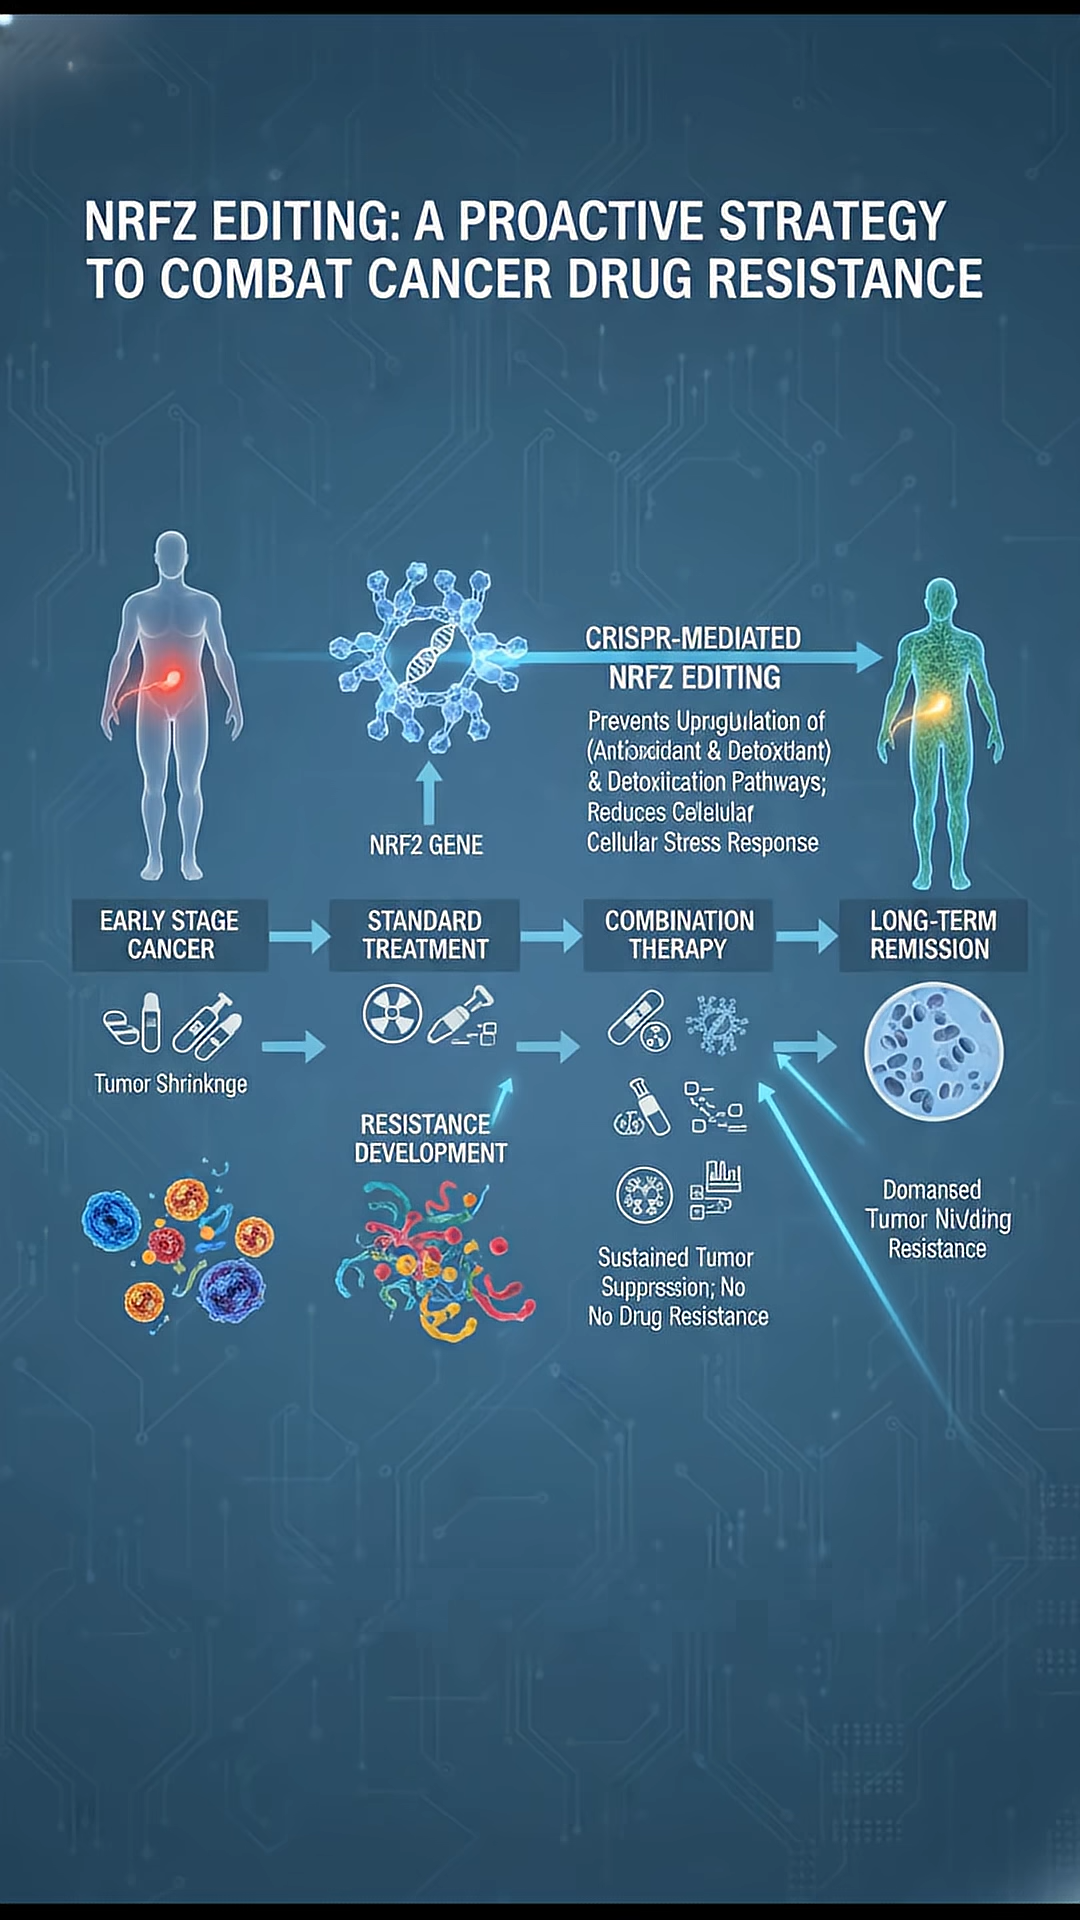 NRFZ EDITING: A PROACTIVE STRATEGY
TO COMBAT CANCER DRUG RESISTANCE
CRISPR-MEDIATED
NRFZ EDITING
Prevents Upriguilation of
(Antioxidant & Detoxtlant)
& Detoxiication Pathways;
Reduces Celelular
Cellular Stress Response
NRF2 GENE
EARLY STAGE
CANCER
STANDARD
TREATMENT
COMBINATION
THERAPY
LONG-TERM
REMISSION
Tumor Shrinknge
RESISTANCE
DEVELOPMENT
Sustained Tumor
Suppression; No
No Drug Resistance
Domansed
Tumor Nivding
Resistance